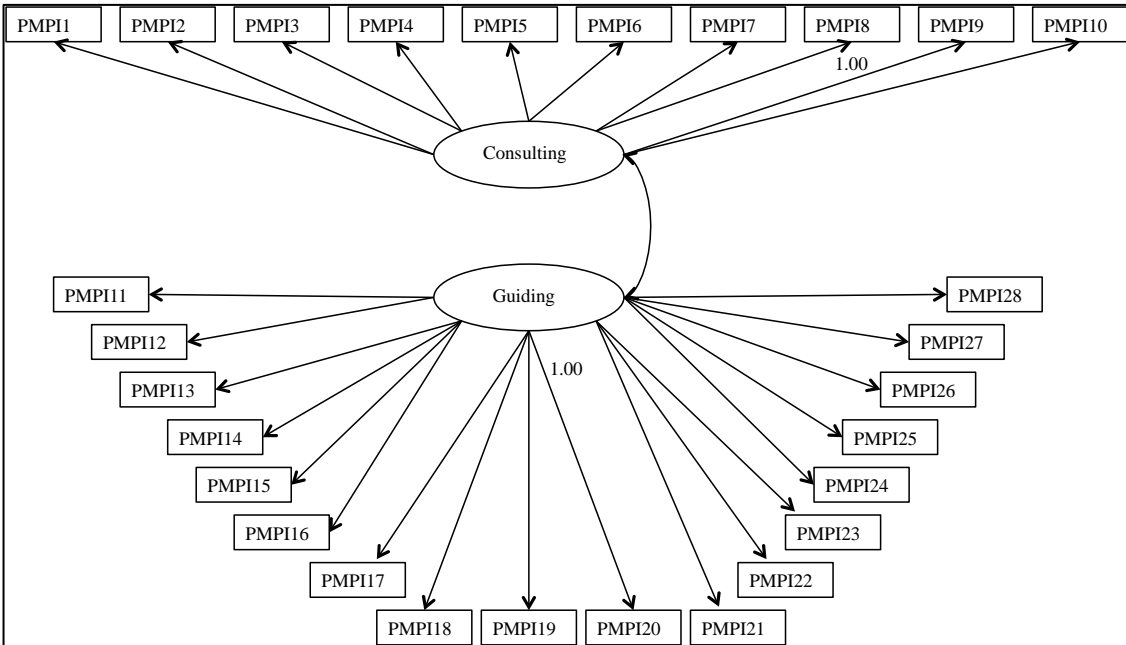 PMPI1 PMPI2 PMPI3 PMPI4 PMPI5 PMPI6 PMPI7 PMPI8 PMPI9 PMPI10
1.00
Consulting
Guiding
PMPI11 PMPI28
PMPI12 PMPI27
1.00
PMPI13 PMPI26
PMPI14 PMPI25
PMPI15 PMPI24
PMPI16 PMPI23
PMPI17 PMPI22
PMPI18 PMPI19 PMPI20 PMPI21